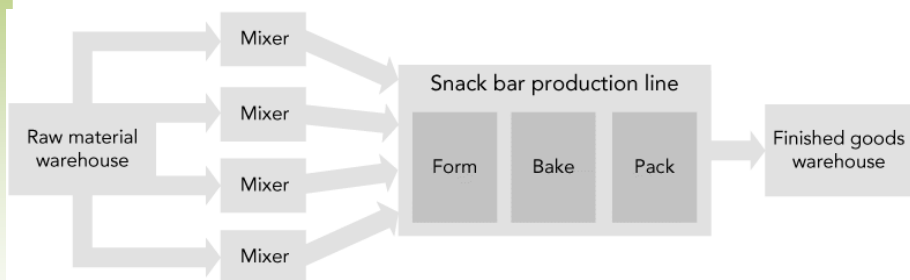 Mixer
Mixer
Mixer
Mixer
Raw material
warehouse
Snack bar production line
Form
Bake
Pack
Finished goods
warehouse